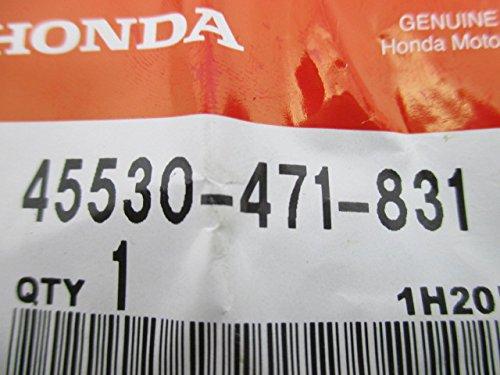 HONDA
GENUINE
Honda Moto
45530-471-831
QTY 1
1H20